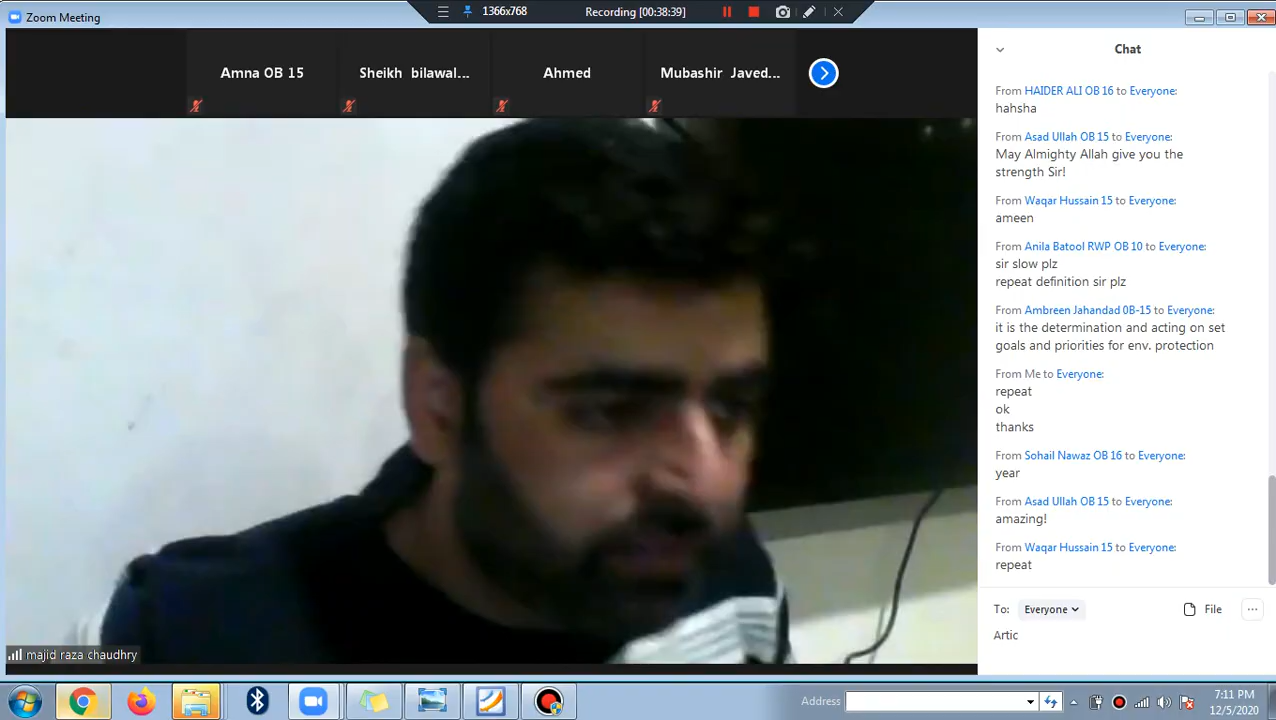 Zoom Meeting
1366x768
Recording [00:38:39]
Amna OB 15
Sheikh bilawal...
Ahmed
Mubashir Javed...
majid raza chaudhry
Chat
From HAIDER ALI OB 16 to Everyone:
hahsha
From Asad Ullah OB 15 to Everyone:
May Almighty Allah give you the
strength Sir!
From Waqar Hussain 15 to Everyone:
ameen
From Anila Batool RWP OB 10 to Everyone:
sir slow plz
repeat definition sir plz
From Ambreen Jahandad 0B-15 to Everyone:
it is the determination and acting on set
goals and priorities for env. protection
From Me to Everyone:
repeat
ok
thanks
From Sohail Nawaz OB 16 to Everyone:
year
From Asad Ullah OB 15 to Everyone:
amazing!
From Waqar Hussain 15 to Everyone:
repeat
To: Everyone
File
Artic
Address
7:11 PM
12/5/2020